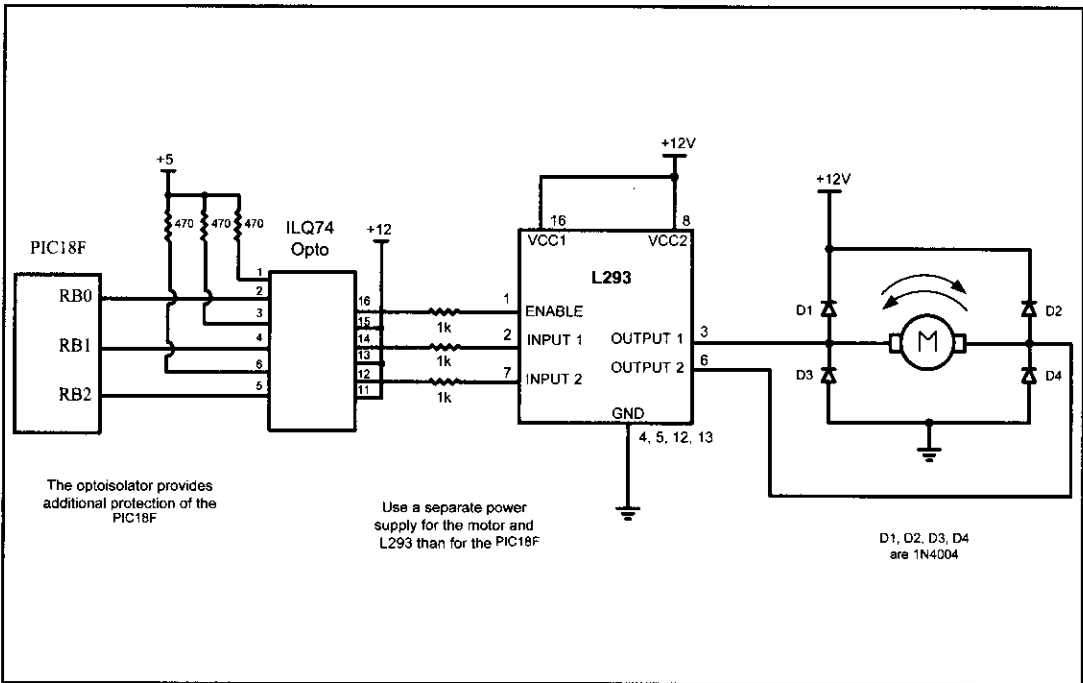 +12V
+5
+12V
470
470
470
ILQ74
Opto
+12
16
8
VCC1
VCC2
PIC18F
L293
1
RB0
2
16
1
ENABLE
D1
D2
3
15
1k
M
RB1
4
14
2
INPUT 1
OUTPUT 1
3
13
1k
6
12
7
INPUT 2
OUTPUT 2
6
D3
D4
RB2
5
11
1k
GND
4, 5, 12, 13
The optoisolator provides
additional protection of the
PIC18F
Use a separate power
supply for the motor and
L293 than for the PIC18F
D1, D2, D3, D4
are 1N4004